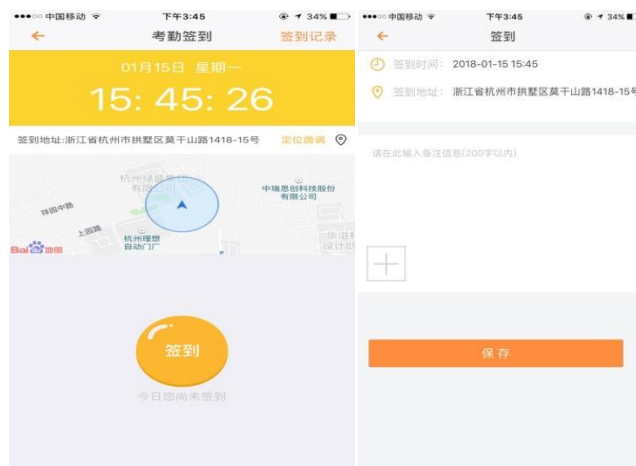 中国移动 下午3:45 34%
考勤签到 签到记录
01月15日 星期一
15: 45: 26
签到地址:浙江省杭州市拱墅区莫干山路1418-15号 定位微调
杭州绿盛集团
有限公司
中瑞思创科技股份
有限公司
祥园中路
上园路
杭州理想
自动门厂
P
Bai 地图
签到
今日您尚未签到
中国移动 下午3:45 34%
签到
签到时间: 2018-01-15 15:45
签到地址: 浙江省杭州市拱墅区莫干山路1418-15号
请在此输入备注信息(200字以内)
保存